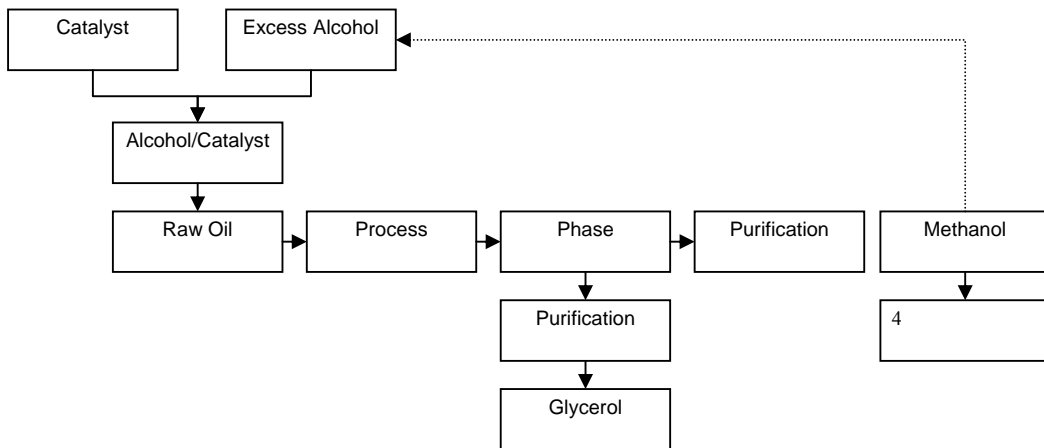 Catalyst
Excess Alcohol
Alcohol/Catalyst
Raw Oil
Process
Phase
Purification
Methanol
Purification
4
Glycerol